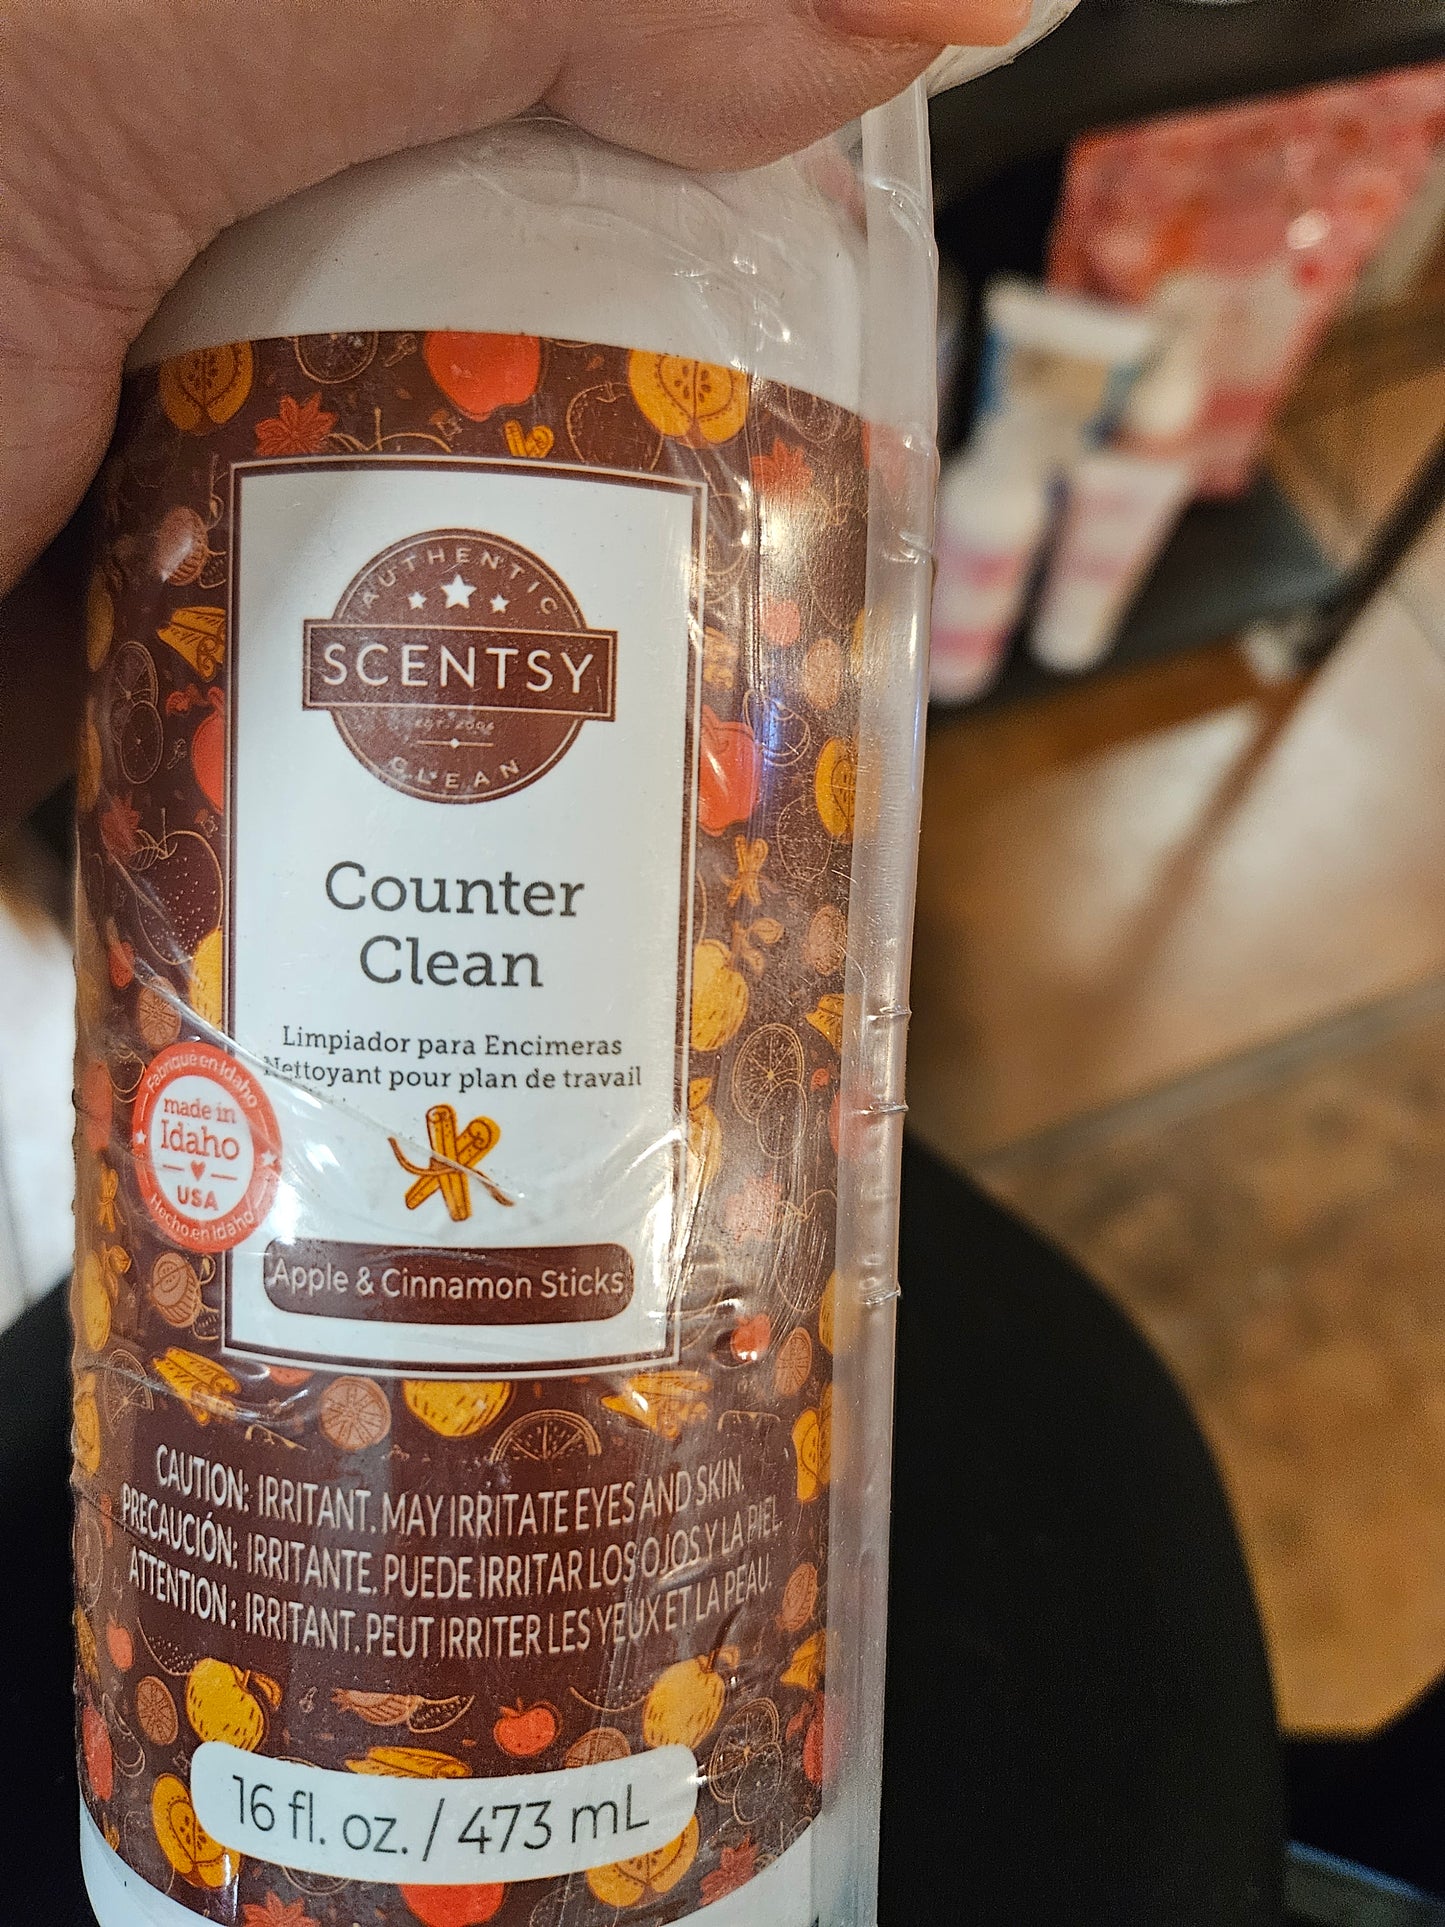 AUTHENTIC
SCENTSY
EST. 2004
CLEAN
Counter
Clean
Limpiador para Encimeras
Nettoyant pour plan de travail
Fabriqué en Idaho
made in
Idaho
USA
Hecho en Idaho
Apple & Cinnamon Sticks
CAUTION: IRRITANT. MAY IRRITATE EYES AND SKIN.
PRECAUCIÓN: IRRITANTE. PUEDE IRRITAR LOS OJOS Y LA PIEL.
ATTENTION : IRRITANT. PEUT IRRITER LES YEUX ET LA PEAU.
16 fl. oz. / 473 mL